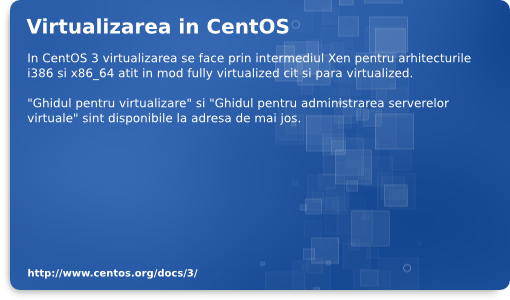 Virtualizarea in CentOS
In CentOS 3 virtualizarea se face prin intermediul Xen pentru arhitecturile
i386 si x86_64 atit in mod fully virtualized cit si para virtualized.
"Ghidul pentru virtualizare" si "Ghidul pentru administrarea serverelor
virtuale" sint disponibile la adresa de mai jos.
http://www.centos.org/docs/3/